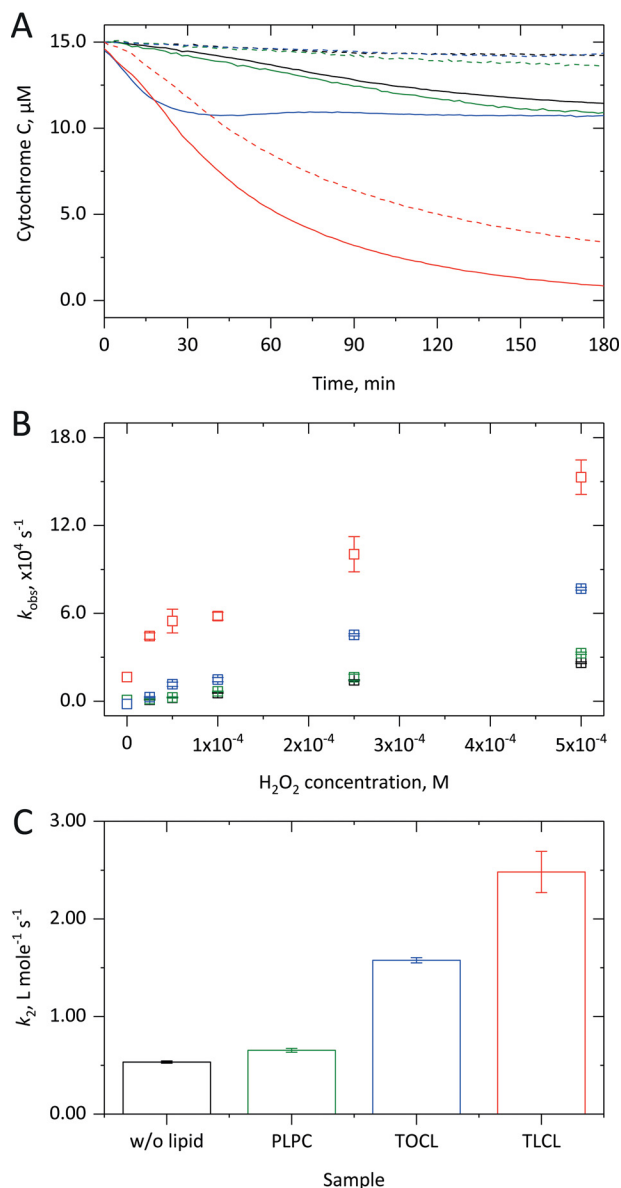 A
15.0
10.0
5.0
0.0
Cytochrome C, µM
0 30 60 90 120 150 180
Time, min
B
18.0
12.0
6.0
0.0
kobs, x10⁴ s⁻¹
0 1x10⁻⁴ 2x10⁻⁴ 3x10⁻⁴ 4x10⁻⁴ 5x10⁻⁴
H₂O₂ concentration, M
C
3.00
2.00
1.00
0.00
k₂, L mole⁻¹ s⁻¹
w/o lipid PLPC TOCL TLCL
Sample